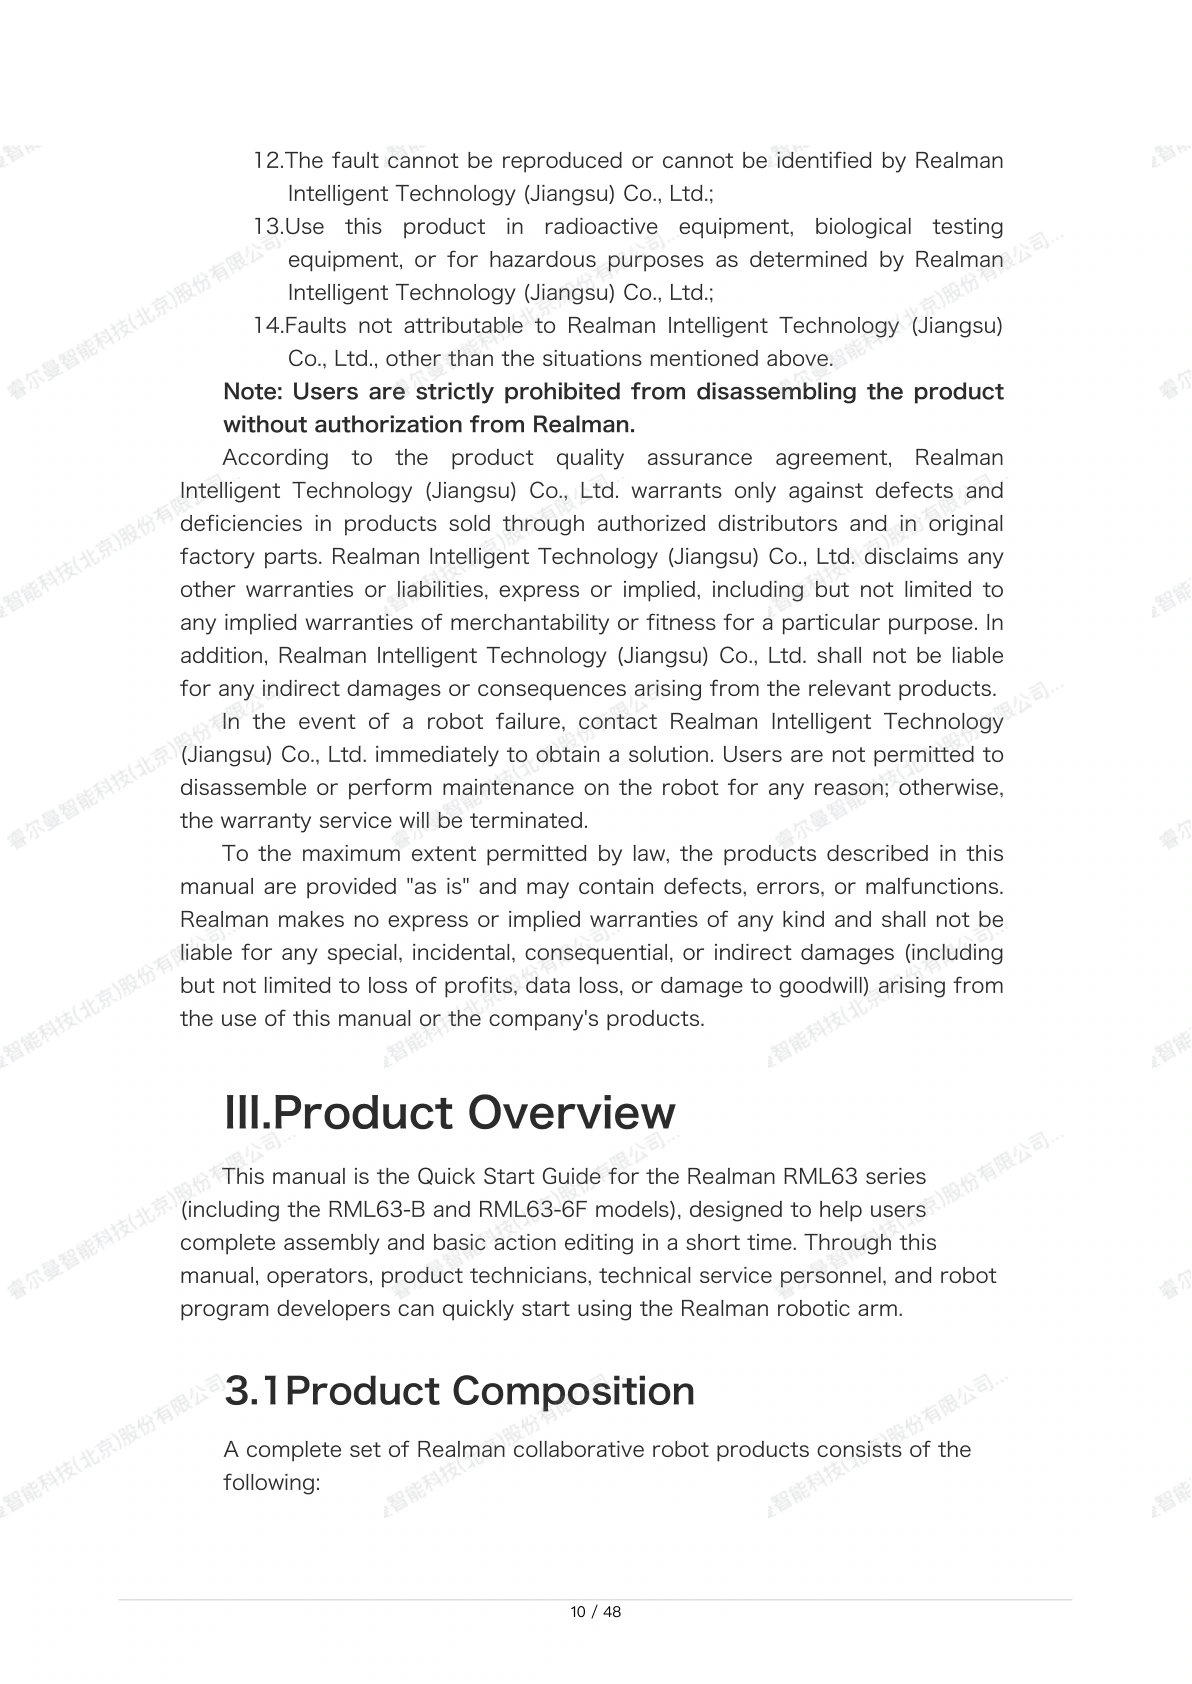 12.The fault cannot be reproduced or cannot be identified by Realman
Intelligent Technology (Jiangsu) Co., Ltd.;
13.Use this product in radioactive equipment, biological testing
equipment, or for hazardous purposes as determined by Realman
Intelligent Technology (Jiangsu) Co., Ltd.;
14.Faults not attributable to Realman Intelligent Technology (Jiangsu)
Co., Ltd., other than the situations mentioned above.
Note: Users are strictly prohibited from disassembling the product
without authorization from Realman.
According to the product quality assurance agreement, Realman
Intelligent Technology (Jiangsu) Co., Ltd. warrants only against defects and
deficiencies in products sold through authorized distributors and in original
factory parts. Realman Intelligent Technology (Jiangsu) Co., Ltd. disclaims any
other warranties or liabilities, express or implied, including but not limited to
any implied warranties of merchantability or fitness for a particular purpose. In
addition, Realman Intelligent Technology (Jiangsu) Co., Ltd. shall not be liable
for any indirect damages or consequences arising from the relevant products.
In the event of a robot failure, contact Realman Intelligent Technology
(Jiangsu) Co., Ltd. immediately to obtain a solution. Users are not permitted to
disassemble or perform maintenance on the robot for any reason; otherwise,
the warranty service will be terminated.
To the maximum extent permitted by law, the products described in this
manual are provided "as is" and may contain defects, errors, or malfunctions.
Realman makes no express or implied warranties of any kind and shall not be
liable for any special, incidental, consequential, or indirect damages (including
but not limited to loss of profits, data loss, or damage to goodwill) arising from
the use of this manual or the company's products.
III.Product Overview
This manual is the Quick Start Guide for the Realman RML63 series
(including the RML63-B and RML63-6F models), designed to help users
complete assembly and basic action editing in a short time. Through this
manual, operators, product technicians, technical service personnel, and robot
program developers can quickly start using the Realman robotic arm.
3.1Product Composition
A complete set of Realman collaborative robot products consists of the
following:
10 / 48
睿尔曼智能科技(北京)股份有限公司...